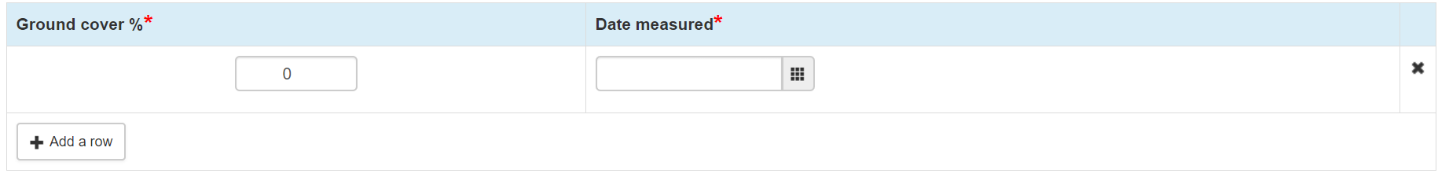 Ground cover %* Date measured*
0
Add a row